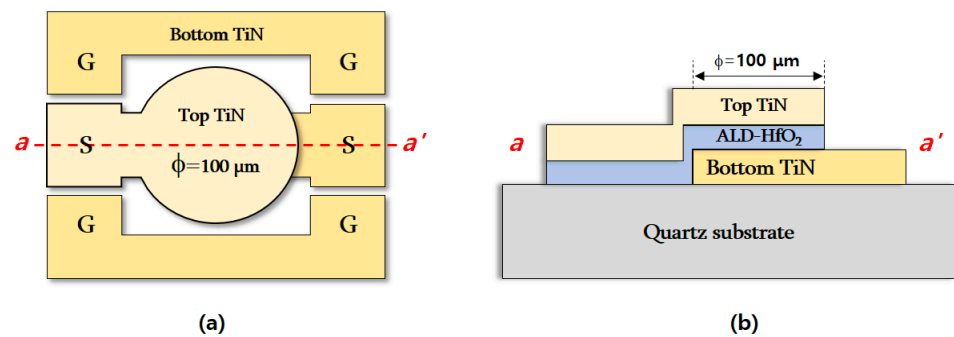 Bottom TiN
G G
Top TiN
a S S a'
ϕ=100 μm
G G
(a)
ϕ=100 μm
Top TiN
a ALD-HfO₂ a'
Bottom TiN
Quartz substrate
(b)